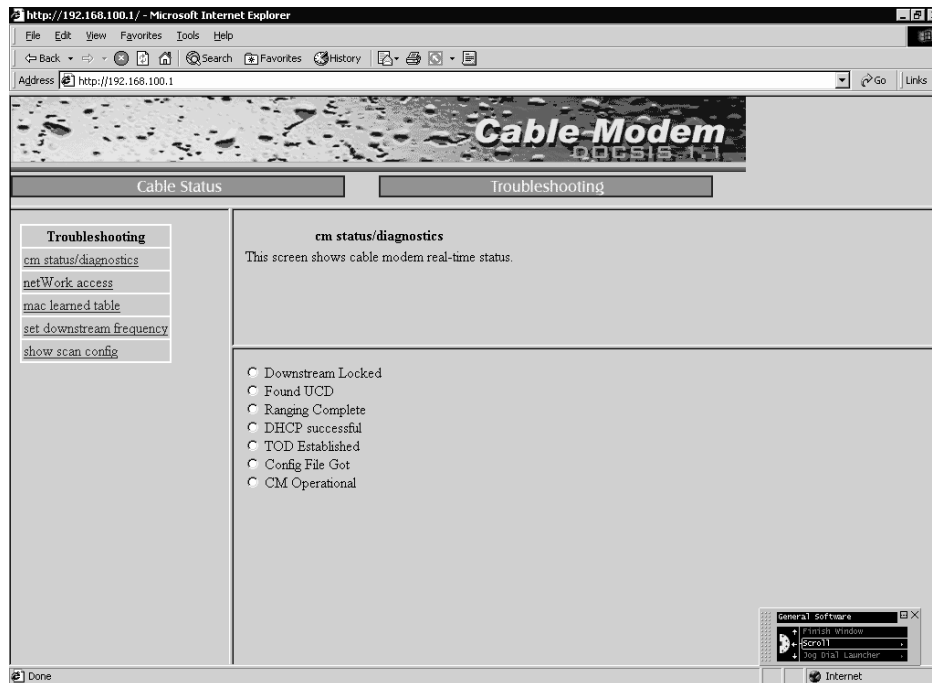 http://192.168.100.1/ - Microsoft Internet Explorer
File Edit View Favorites Tools Help
Back Search Favorites History
Address http://192.168.100.1 Go Links
Cable Modem
DOCSIS 1.1
Cable Status Troubleshooting
Troubleshooting
cm status/diagnostics
netWork access
mac learned table
set downstream frequency
show scan config
cm status/diagnostics
This screen shows cable modem real-time status.
Downstream Locked
Found UCD
Ranging Complete
DHCP successful
TOD Established
Config File Got
CM Operational
General Software
Finish Window
Scroll
Jog Dial Launcher
Done Internet